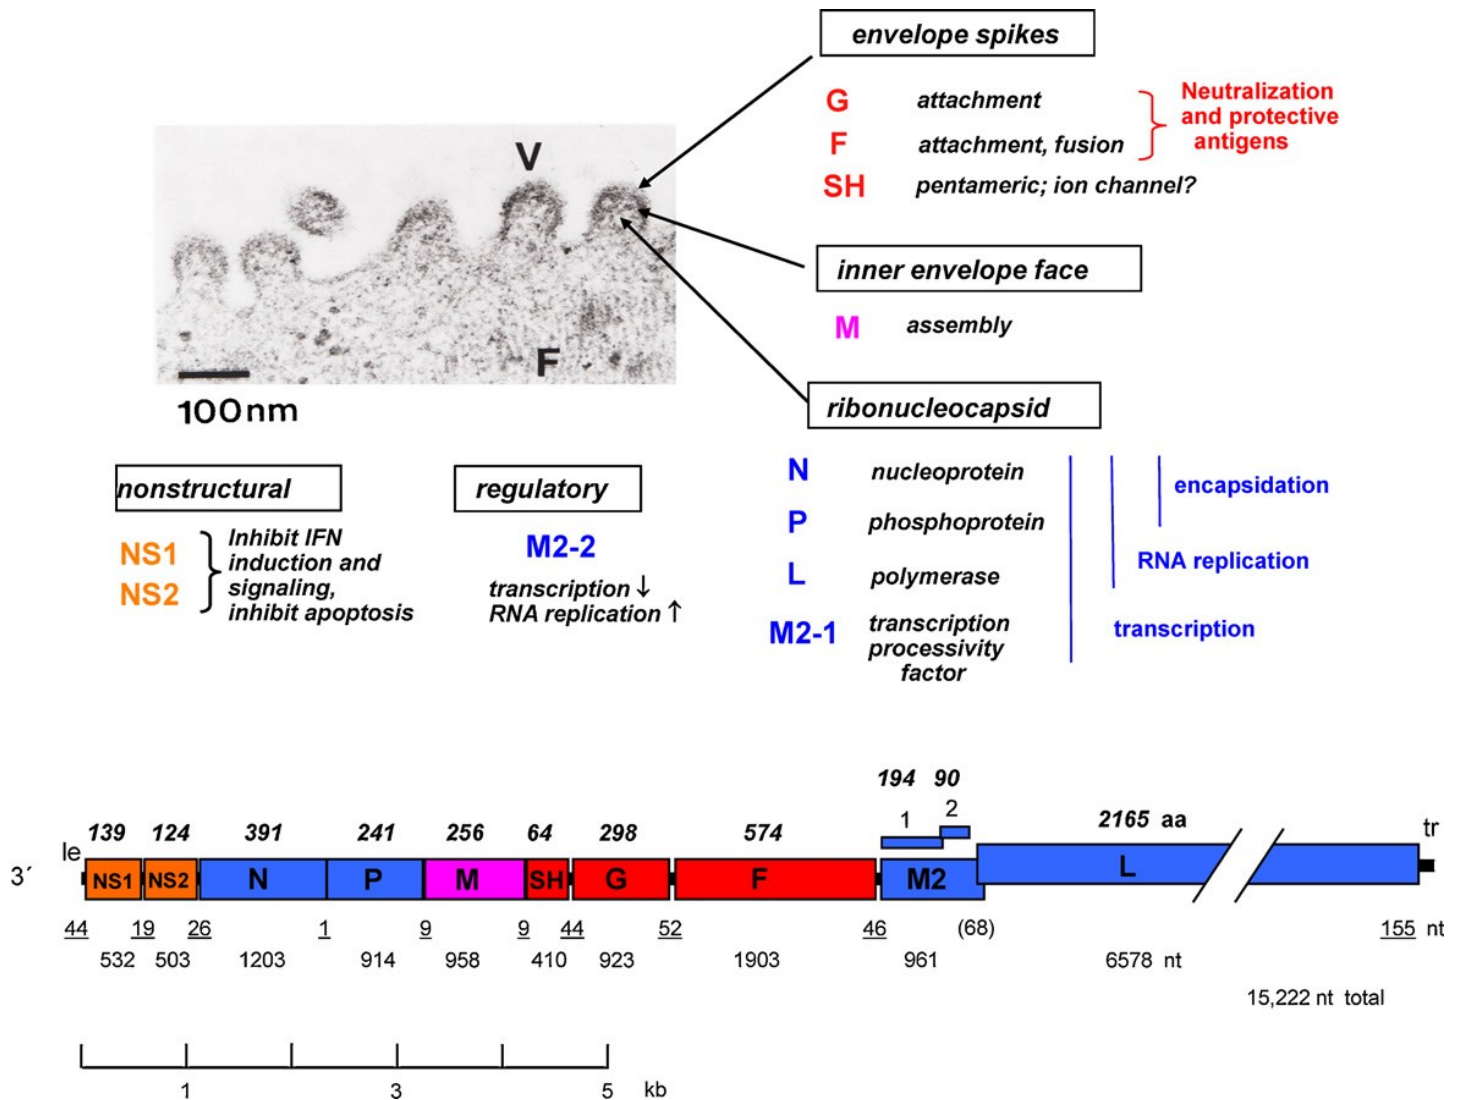 envelope spikes
G attachment
F attachment, fusion
SH pentameric; ion channel?
Neutralization
and protective
antigens
V
F
100nm
inner envelope face
M assembly
ribonucleocapsid
N nucleoprotein
P phosphoprotein
L polymerase
M2-1 transcription
processivity
factor
encapsidation
RNA replication
transcription
nonstructural
NS1
NS2
Inhibit IFN
induction and
signaling,
inhibit apoptosis
regulatory
M2-2
transcription ↓
RNA replication ↑
194 90
1 2
139 124 391 241 256 64 298 574 2165 aa
le tr
3´ NS1 NS2 N P M SH G F M2 L
44 19 26 1 9 9 44 52 46 (68) 155 nt
532 503 1203 914 958 410 923 1903 961 6578 nt
15,222 nt total
1 3 5 kb